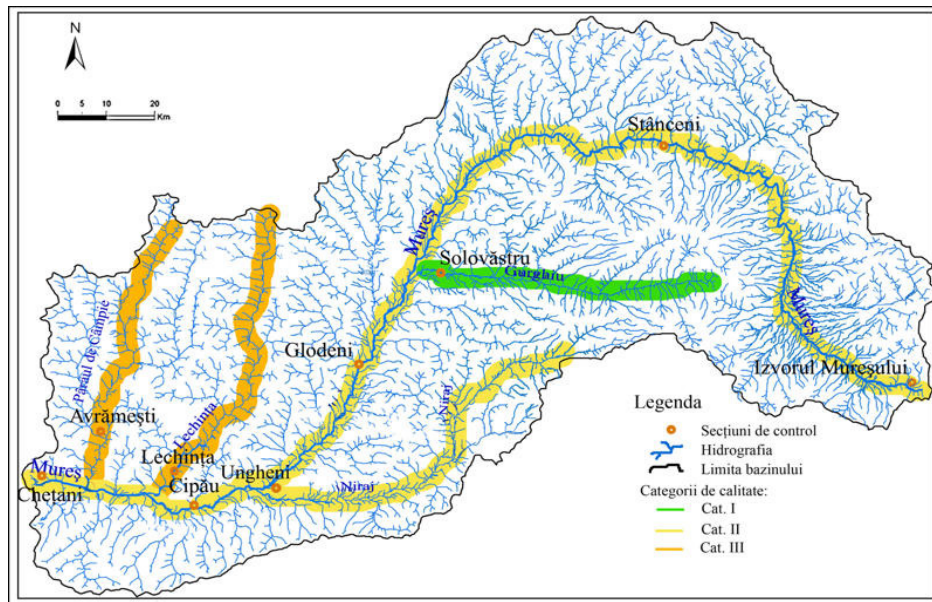 N
0 5 10 20
Km
Stânceni
Mureș
Solovăstru
Gurghiu
Mureș
Pârâul de Câmpie
Glodeni
Izvorul Mureșului
Niraj
Avrămești
Lechința
Lechința
Mureș
Ungheni
Cipău
Chețani
Niraj
Legenda
Secțiuni de control
Hidrografia
Limita bazinului
Categorii de calitate:
Cat. I
Cat. II
Cat. III